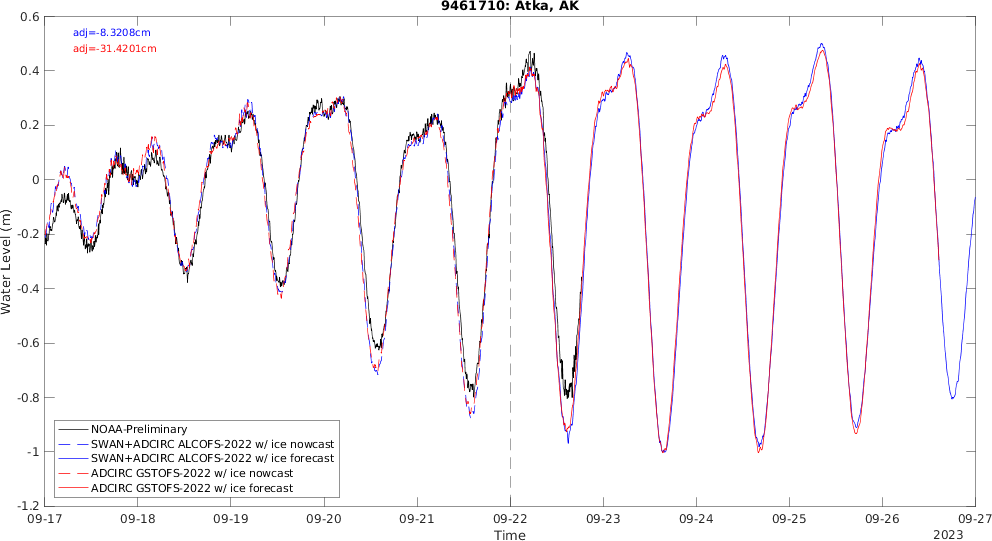 9461710: Atka, AK
adj=-8.3208cm
adj=-31.4201cm
0.6
0.4
0.2
0
-0.2
-0.4
-0.6
-0.8
-1
-1.2
Water Level (m)
NOAA-Preliminary
SWAN+ADCIRC ALCOFS-2022 w/ ice nowcast
SWAN+ADCIRC ALCOFS-2022 w/ ice forecast
ADCIRC GSTOFS-2022 w/ ice nowcast
ADCIRC GSTOFS-2022 w/ ice forecast
09-17 09-18 09-19 09-20 09-21 09-22 09-23 09-24 09-25 09-26 09-27
Time
2023